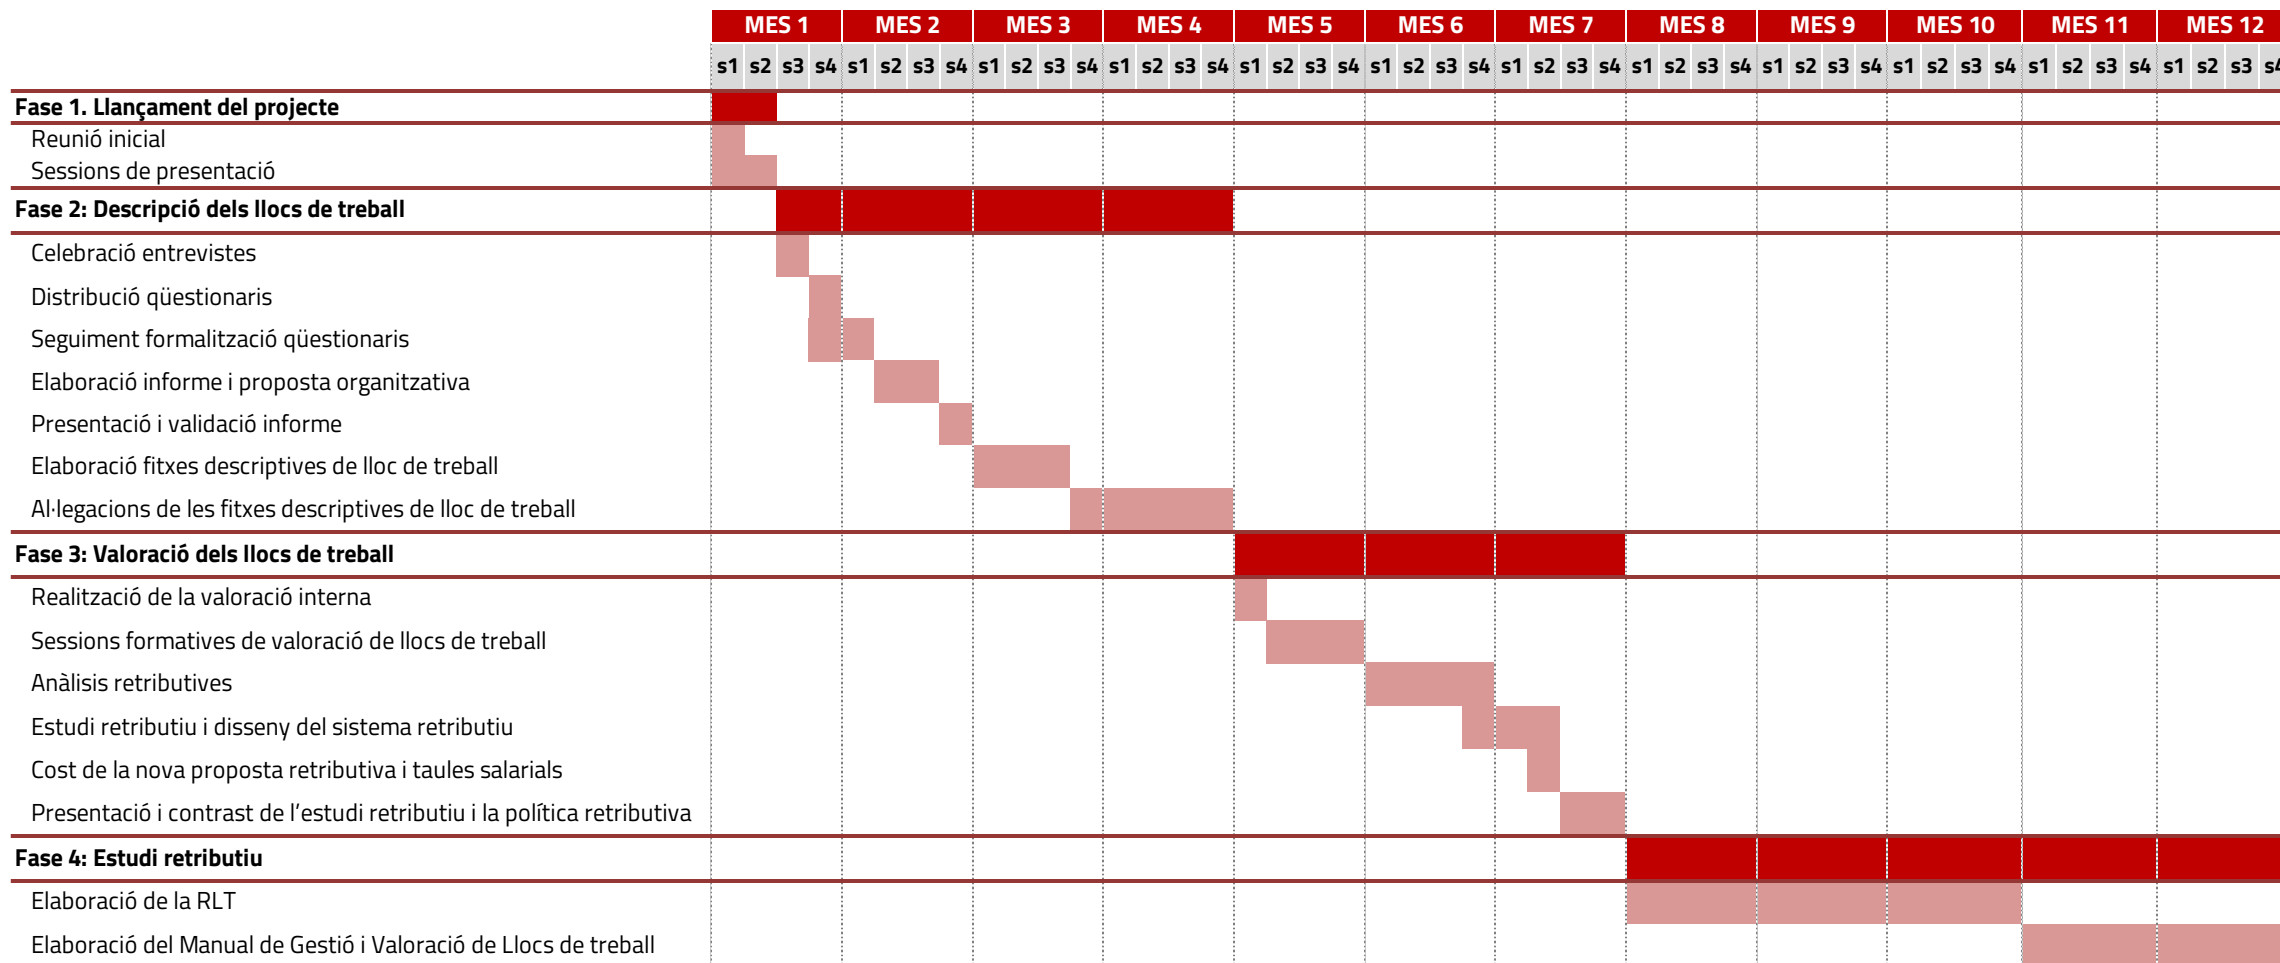 MES 1 MES 2 MES 3 MES 4 MES 5 MES 6 MES 7 MES 8 MES 9 MES 10 MES 11 MES 12
s1 s2 s3 s4 s1 s2 s3 s4 s1 s2 s3 s4 s1 s2 s3 s4 s1 s2 s3 s4 s1 s2 s3 s4 s1 s2 s3 s4 s1 s2 s3 s4 s1 s2 s3 s4 s1 s2 s3 s4 s1 s2 s3 s4 s1 s2 s3 s4
Fase 1. Llançament del projecte
Reunió inicial
Sessions de presentació
Fase 2: Descripció dels llocs de treball
Celebració entrevistes
Distribució qüestionaris
Seguiment formalització qüestionaris
Elaboració informe i proposta organitzativa
Presentació i validació informe
Elaboració fitxes descriptives de lloc de treball
Al·legacions de les fitxes descriptives de lloc de treball
Fase 3: Valoració dels llocs de treball
Realització de la valoració interna
Sessions formatives de valoració de llocs de treball
Anàlisis retributives
Estudi retributiu i disseny del sistema retributiu
Cost de la nova proposta retributiva i taules salarials
Presentació i contrast de l’estudi retributiu i la política retributiva
Fase 4: Estudi retributiu
Elaboració de la RLT
Elaboració del Manual de Gestió i Valoració de Llocs de treball